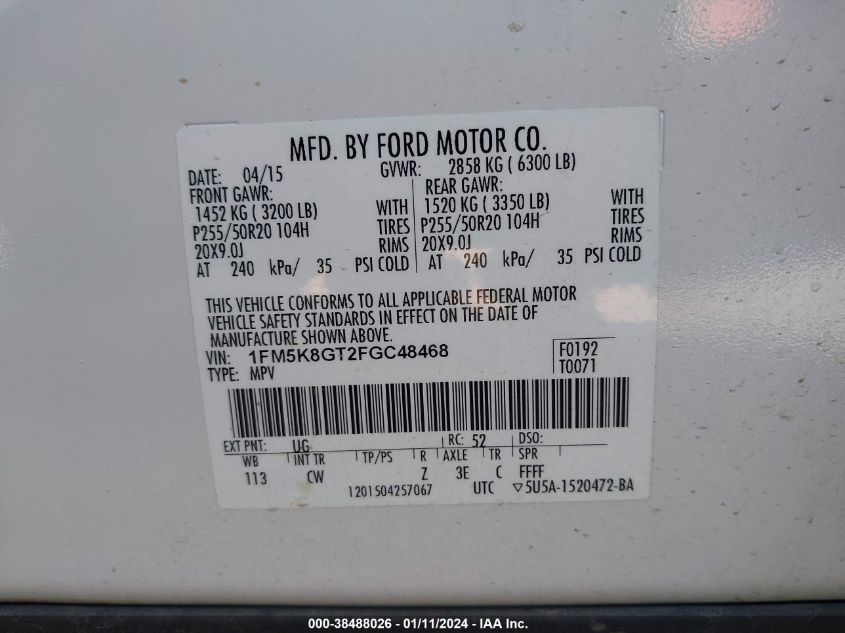 MFD. BY FORD MOTOR CO.
DATE: 04/15 GVWR: 2858 KG ( 6300 LB)
FRONT GAWR: REAR GAWR:
1452 KG ( 3200 LB) WITH 1520 KG ( 3350 LB) WITH
P255/50R20 104H TIRES P255/50R20 104H TIRES
20X9.0J RIMS 20X9.0J RIMS
AT 240 kPa/ 35 PSI COLD AT 240 kPa/ 35 PSI COLD
THIS VEHICLE CONFORMS TO ALL APPLICABLE FEDERAL MOTOR
VEHICLE SAFETY STANDARDS IN EFFECT ON THE DATE OF
MANUFACTURE SHOWN ABOVE.
VIN: 1FM5K8GT2FGC48468 F0192
TYPE: MPV T0071
EXT PNT: UG RC: 52 DSO:
WB INT TR TP/PS R AXLE TR SPR
113 CW Z 3E C FFFF
1201504257067 UTC ▽5U5A-1520472-BA
000-38488026 - 01/11/2024 - IAA Inc.